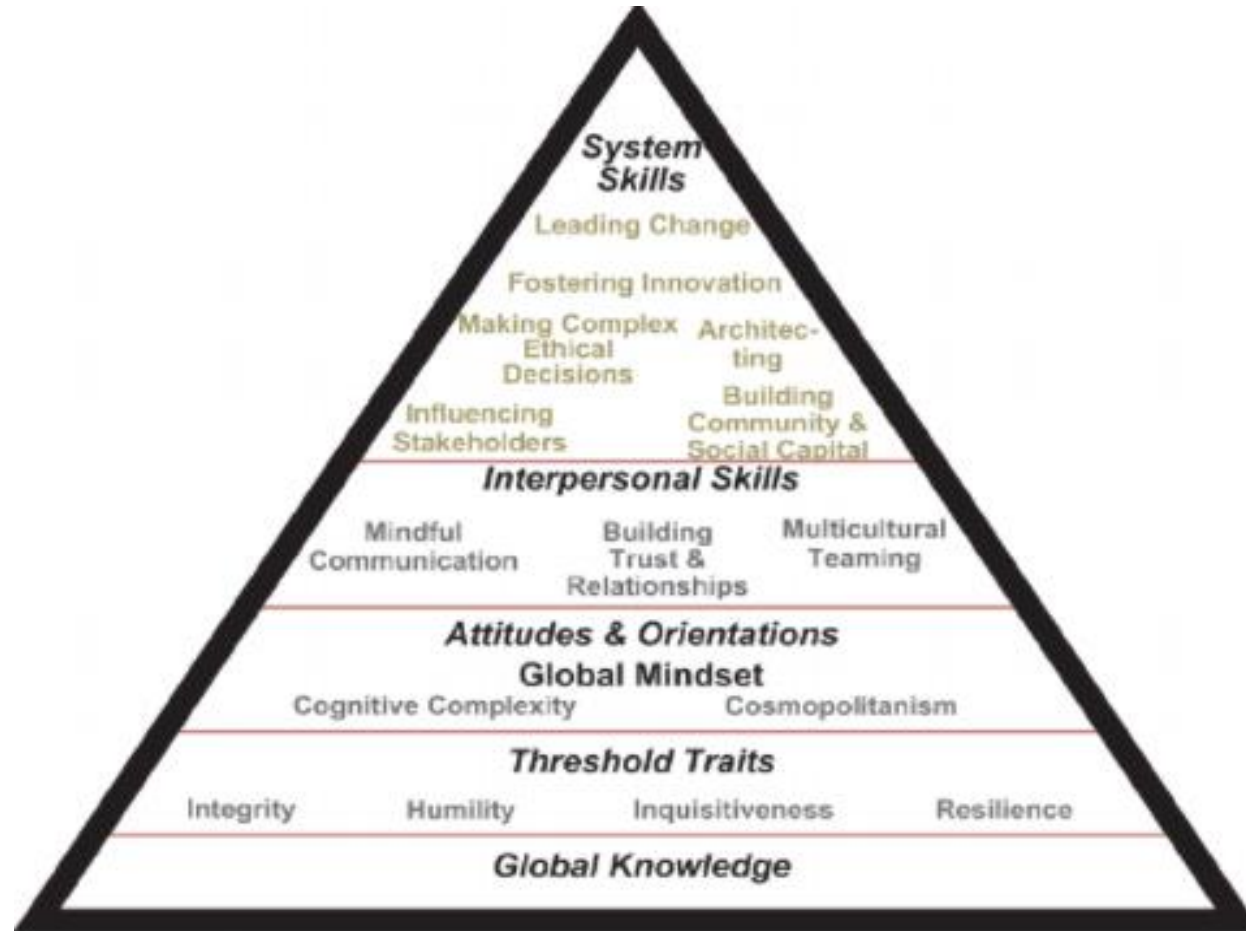 System
Skills
Leading Change
Fostering Innovation
Making Complex
Ethical
Decisions
Architec-
ting
Influencing
Stakeholders
Building
Community &
Social Capital
Interpersonal Skills
Mindful
Communication
Building
Trust &
Relationships
Multicultural
Teaming
Attitudes & Orientations
Global Mindset
Cognitive Complexity
Cosmopolitanism
Threshold Traits
Integrity
Humility
Inquisitiveness
Resilience
Global Knowledge